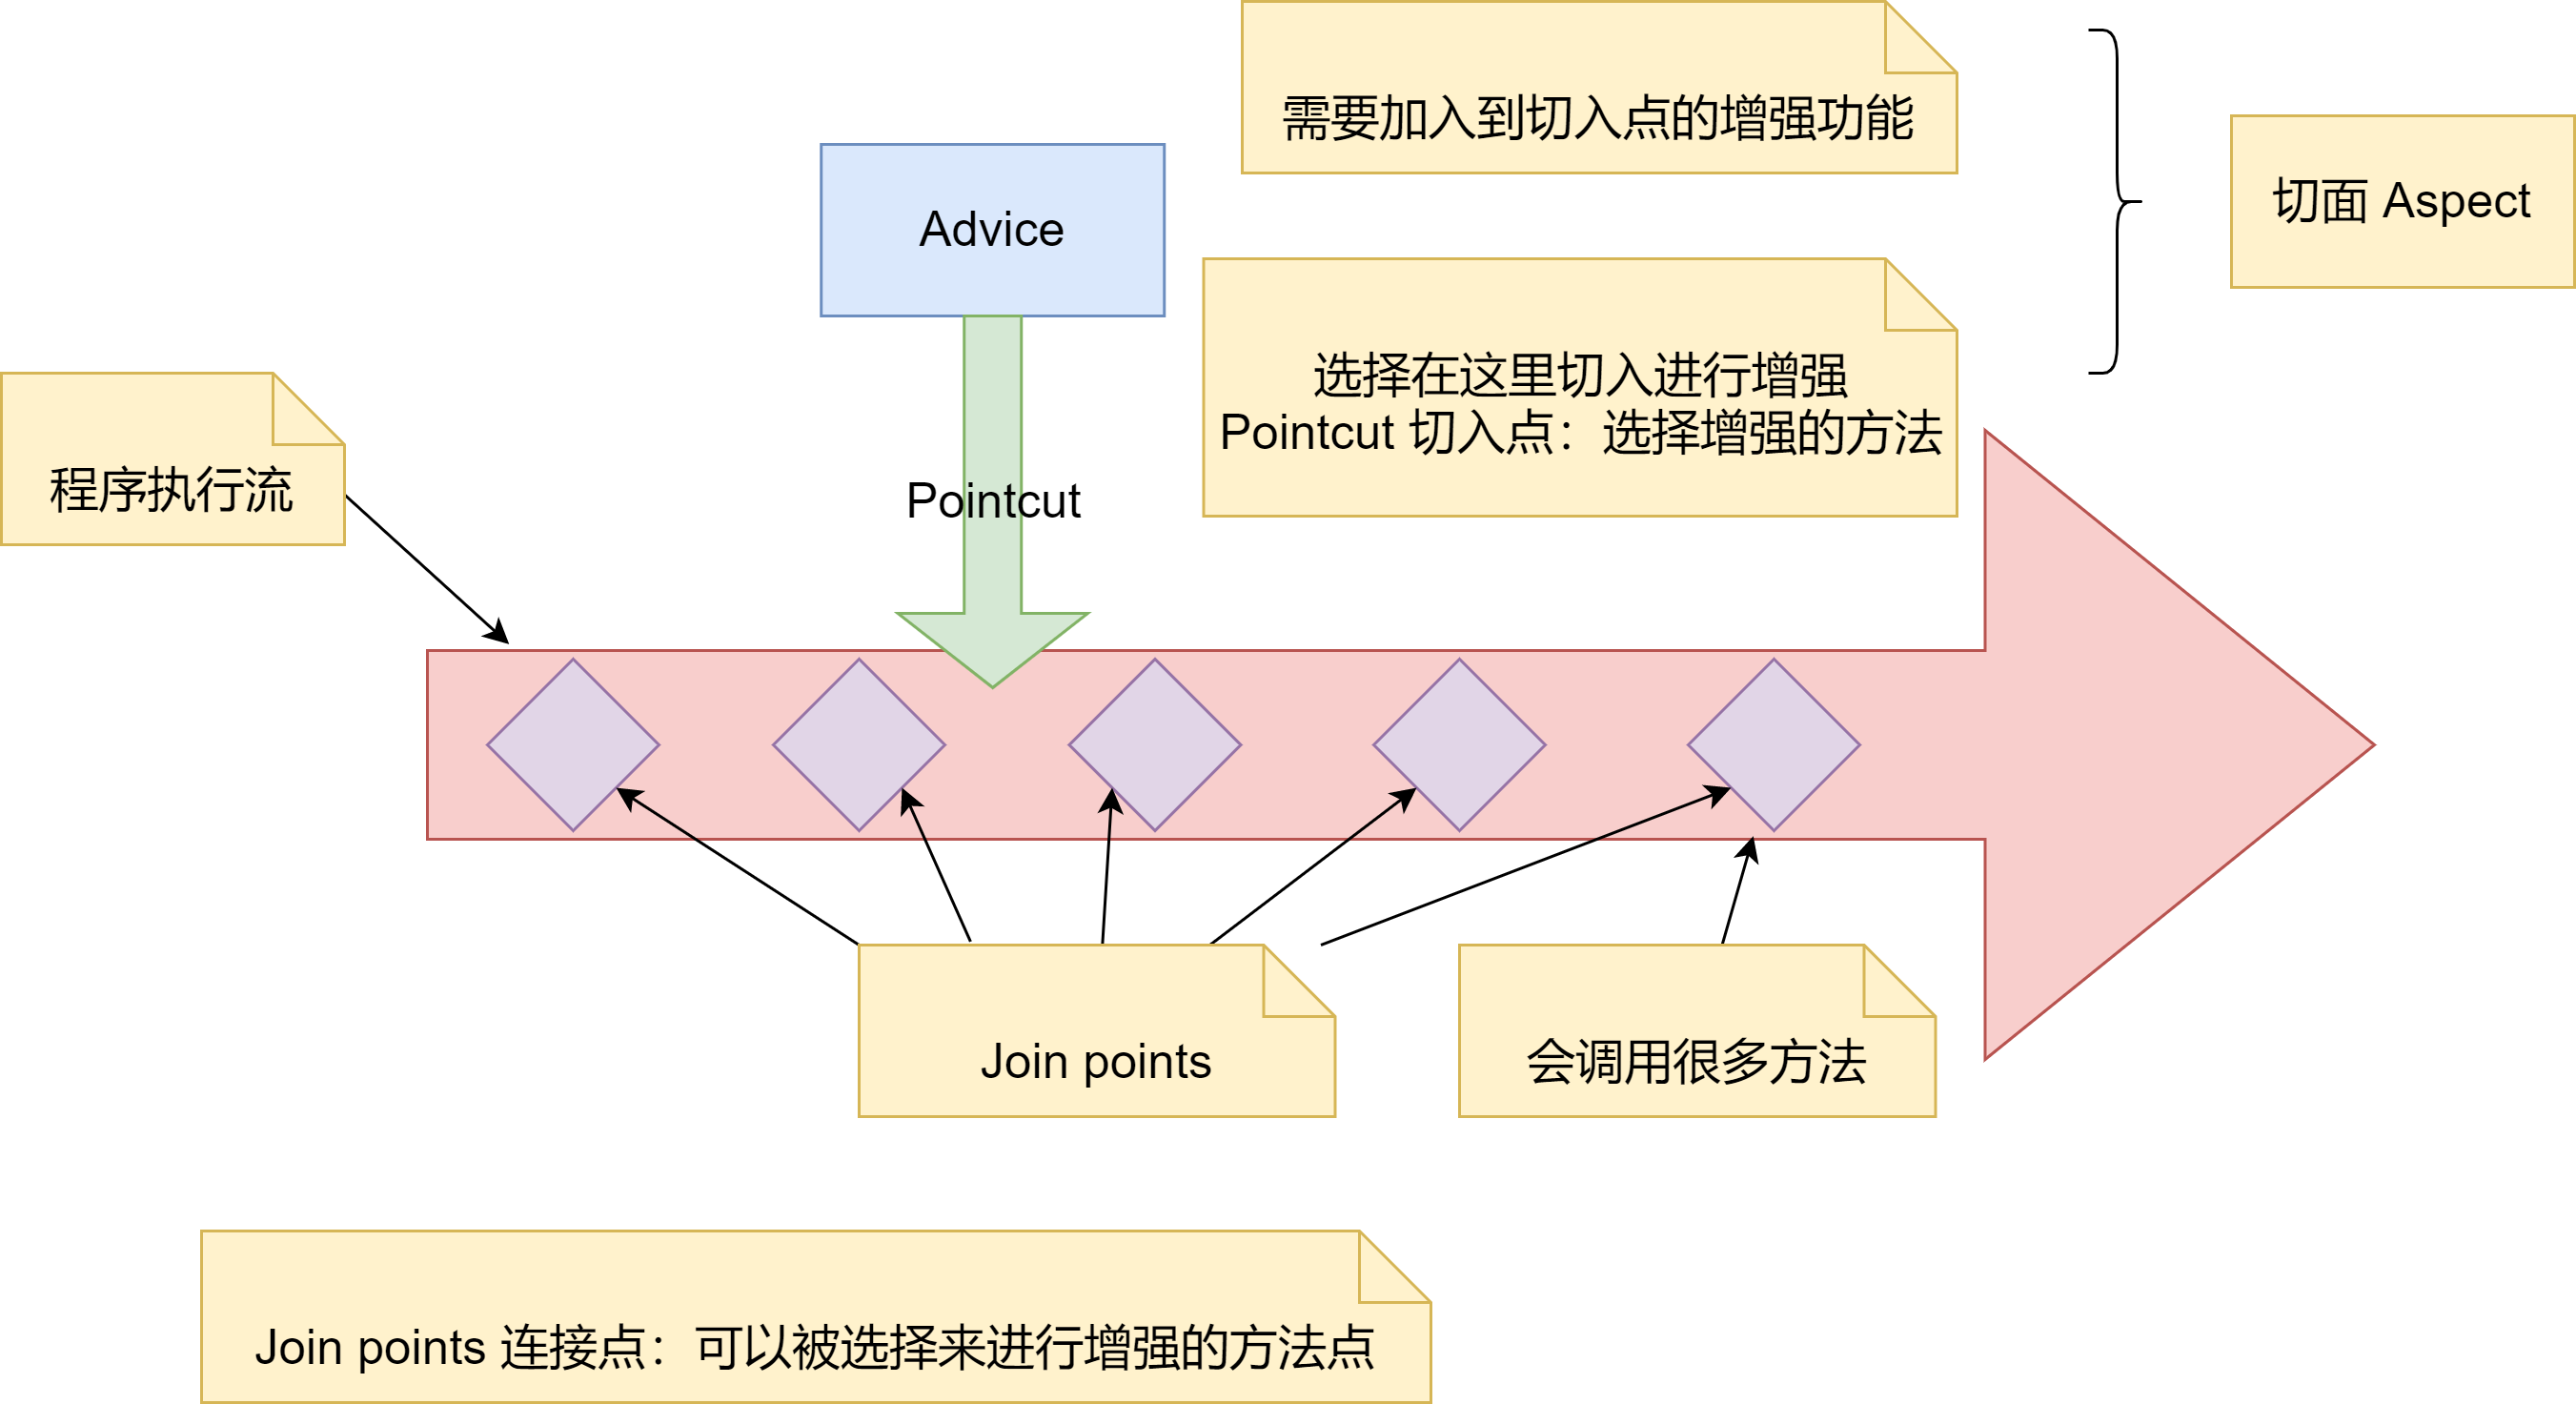 需要加入到切入点的增强功能
切面 Aspect
Advice
选择在这里切入进行增强
Pointcut 切入点：选择增强的方法
程序执行流
Pointcut
Join points
会调用很多方法
Join points 连接点：可以被选择来进行增强的方法点